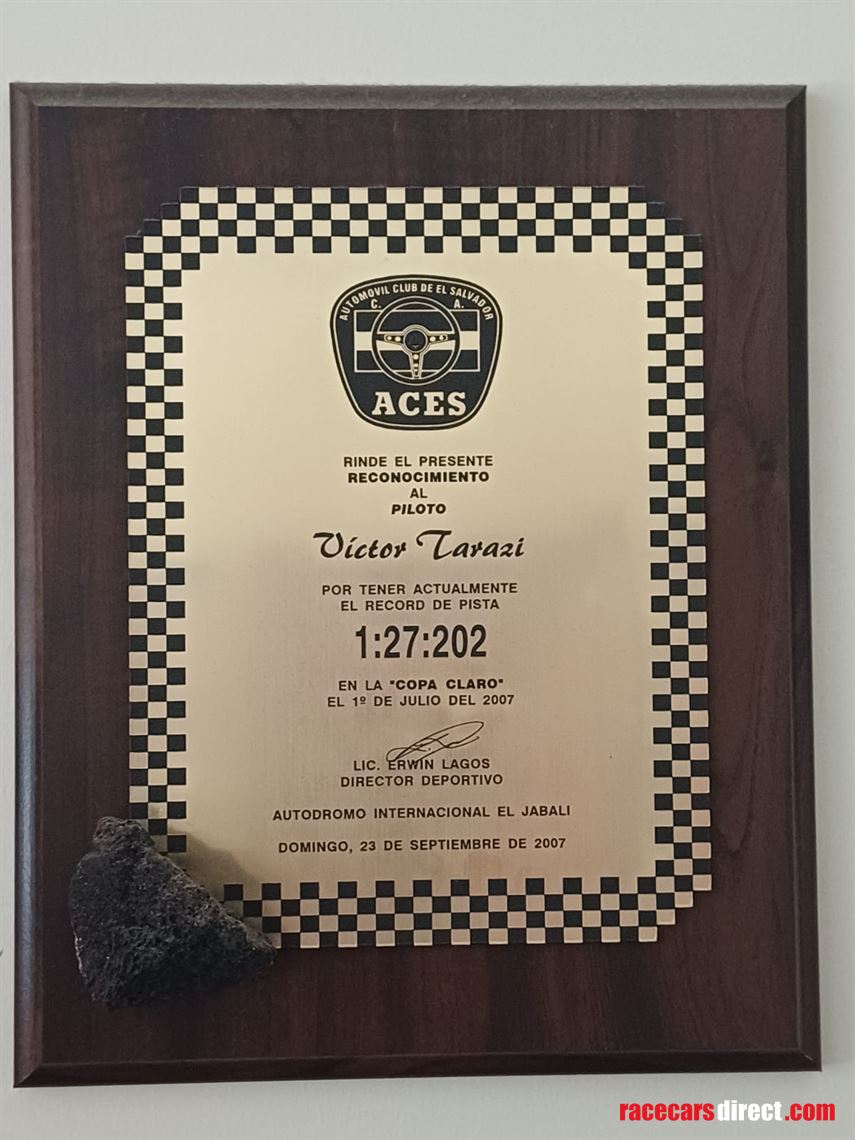 AUTOMOVIL CLUB DE EL SALVADOR
C. A.
ACES
RINDE EL PRESENTE
RECONOCIMIENTO
AL
PILOTO
Víctor Tarazi
POR TENER ACTUALMENTE
EL RECORD DE PISTA
1:27:202
EN LA "COPA CLARO"
EL 1º DE JULIO DEL 2007
LIC. ERWIN LAGOS
DIRECTOR DEPORTIVO
AUTODROMO INTERNACIONAL EL JABALI
DOMINGO, 23 DE SEPTIEMBRE DE 2007
racecarsdirect.com